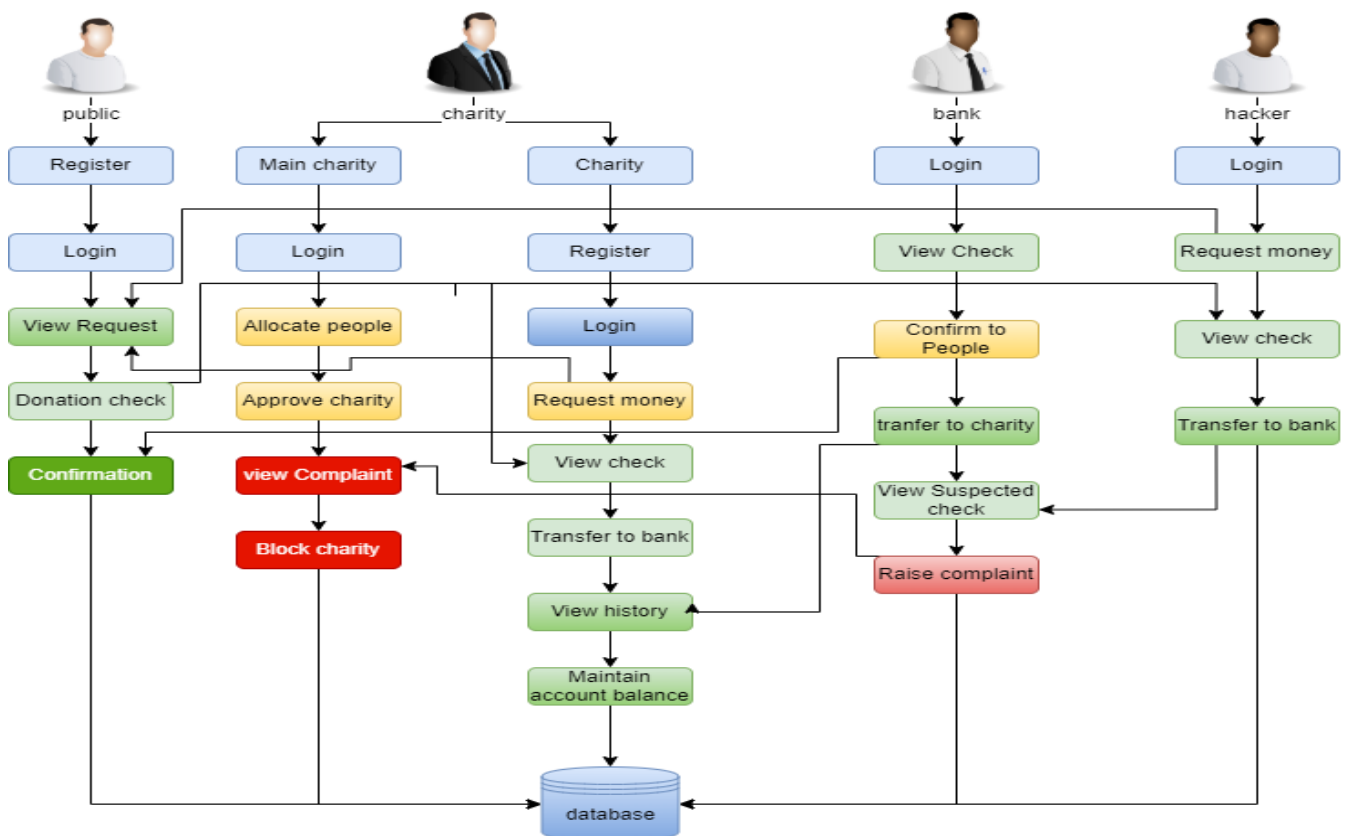 public
charity
bank
hacker
Register
Main charity
Charity
Login
Login
Login
Login
Register
View Check
Request money
View Request
Allocate people
Login
Confirm to
People
View check
Donation check
Approve charity
Request money
tranfer to charity
Transfer to bank
Confirmation
view Complaint
View check
View Suspected
check
Block charity
Transfer to bank
Raise complaint
View history
Maintain
account balance
database